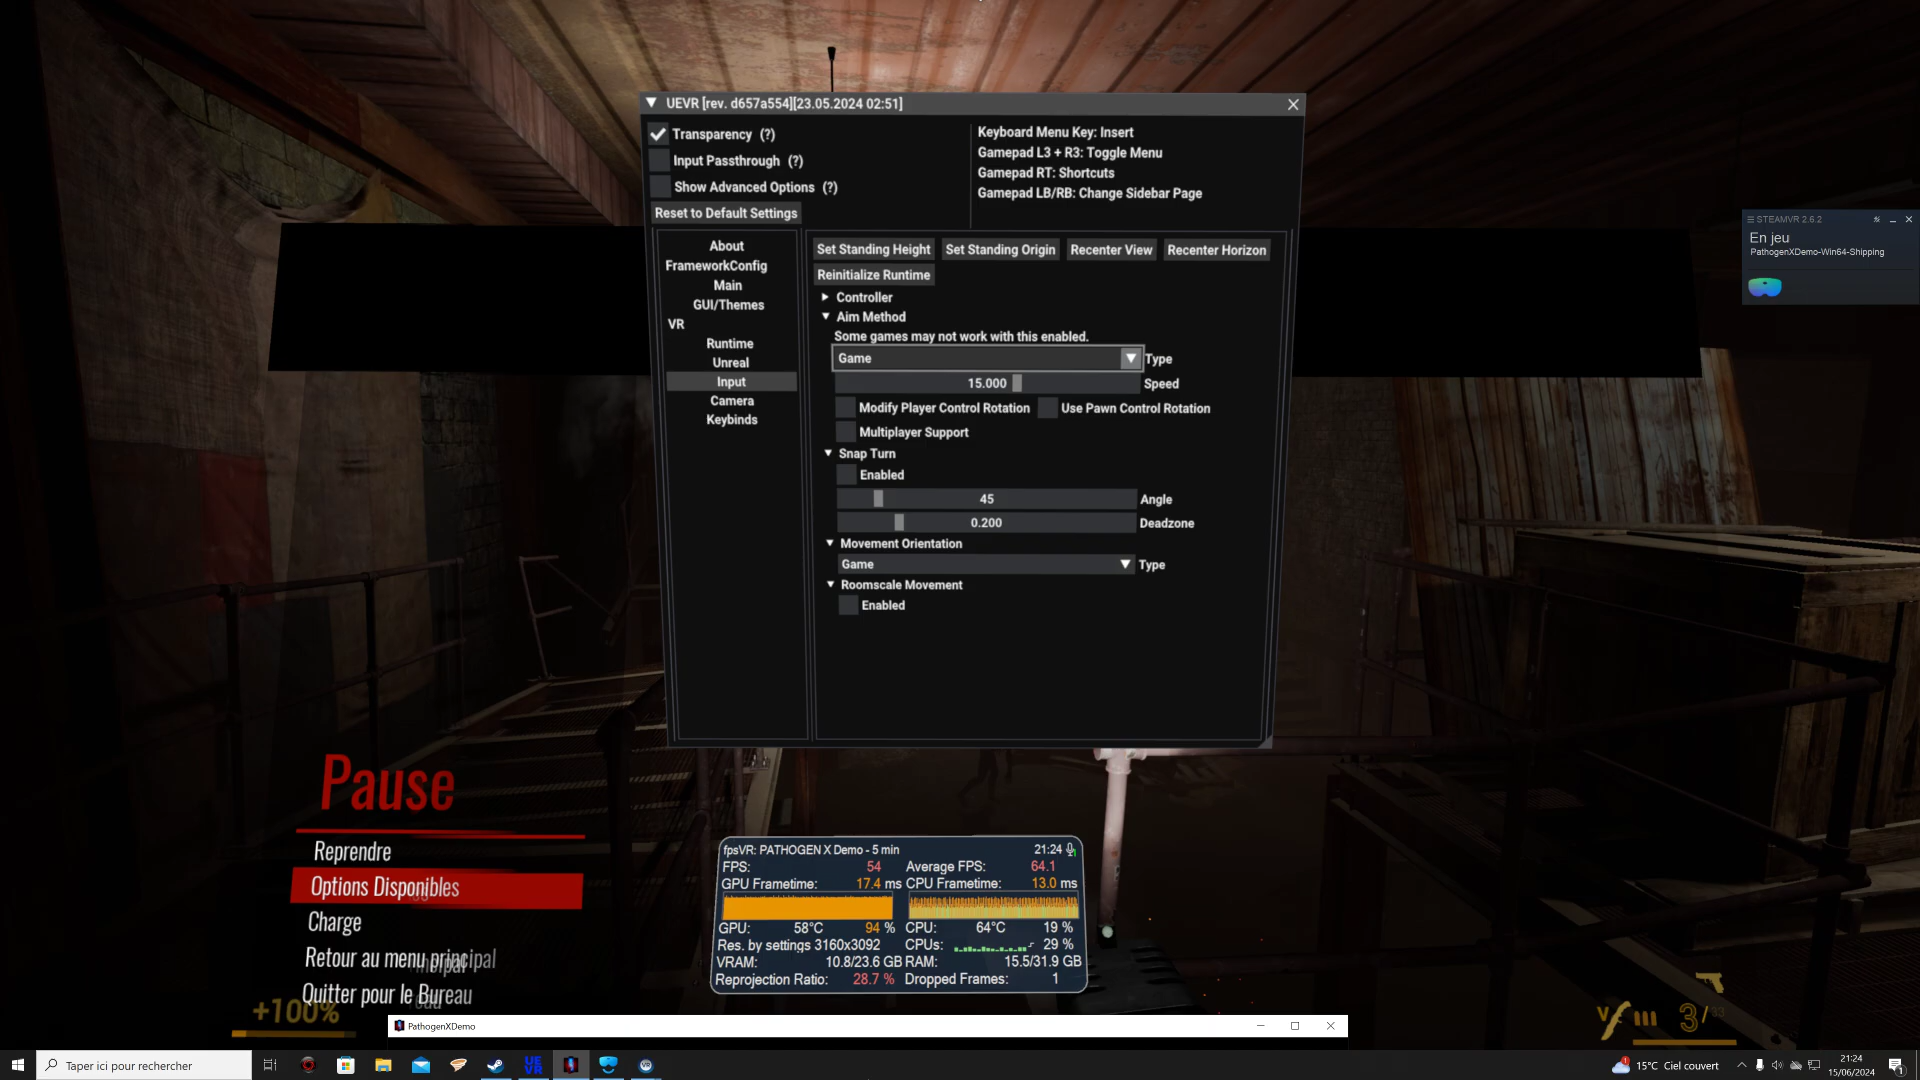 UEVR [rev. d657a554][23.05.2024 02:51]
Transparency (?)
Input Passthrough (?)
Show Advanced Options (?)
Reset to Default Settings
Keyboard Menu Key: Insert
Gamepad L3 + R3: Toggle Menu
Gamepad RT: Shortcuts
Gamepad LB/RB: Change Sidebar Page
About
FrameworkConfig
Main
GUI/Themes
VR
Runtime
Unreal
Input
Camera
Keybinds
Set Standing Height Set Standing Origin Recenter View Recenter Horizon
Reinitialize Runtime
Controller
Aim Method
Some games may not work with this enabled.
Game Type
15.000 Speed
Modify Player Control Rotation Use Pawn Control Rotation
Multiplayer Support
Snap Turn
Enabled
45 Angle
0.200 Deadzone
Movement Orientation
Game Type
Roomscale Movement
Enabled
STEAMVR 2.6.2
En jeu
PathogenXDemo-Win64-Shipping
Pause
Reprendre
Options Disponibles
Charge
Retour au menu principal
Quitter pour le Bureau
+100%
fpsVR: PATHOGEN X Demo - 5 min 21:24
FPS: 54 Average FPS: 64.1
GPU Frametime: 17.4 ms CPU Frametime: 13.0 ms
GPU: 58°C 94 % CPU: 64°C 19 %
Res. by settings 3160x3092 CPUs: 29 %
VRAM: 10.8/23.6 GB RAM: 15.5/31.9 GB
Reprojection Ratio: 28.7 % Dropped Frames: 1
3/33
PathogenXDemo
Taper ici pour rechercher
UEVR
15°C Ciel couvert
21:24
15/06/2024